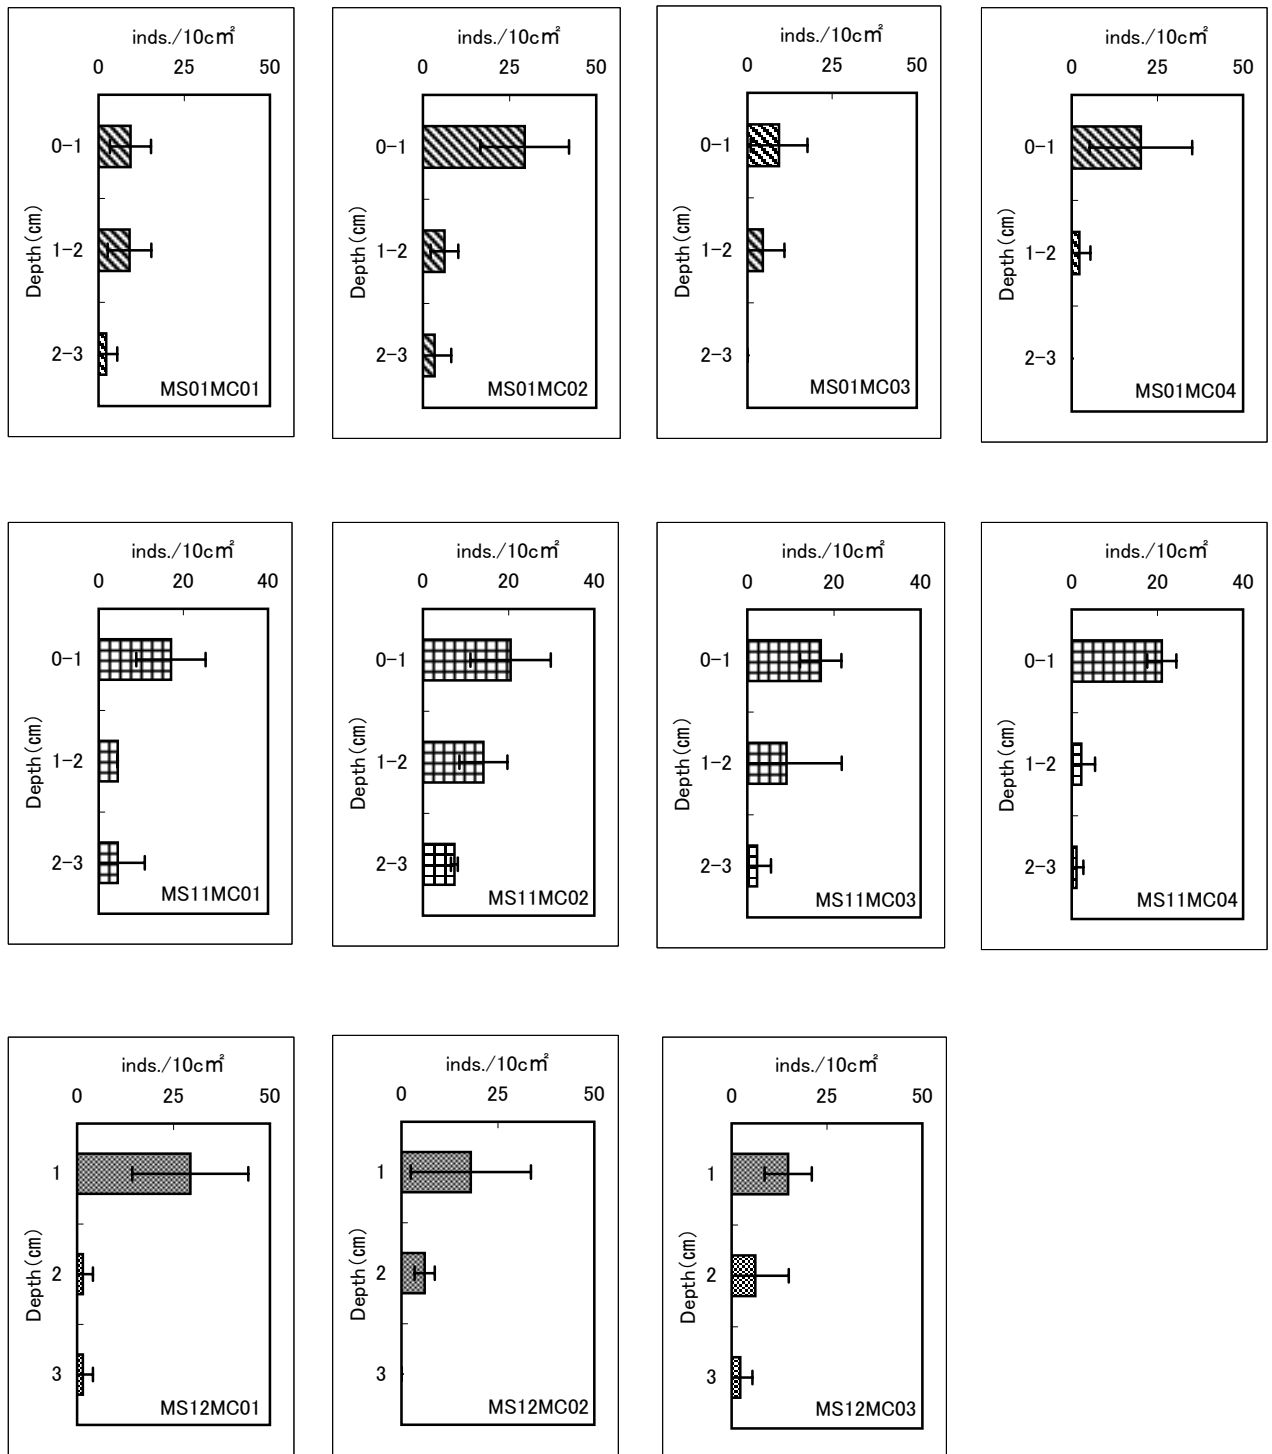 inds./10c㎡
0 25 50
0-1
1-2
2-3
Depth(cm)
MS01MC01
inds./10c㎡
0 25 50
0-1
1-2
2-3
Depth(cm)
MS01MC02
inds./10c㎡
0 25 50
0-1
1-2
2-3
Depth(cm)
MS01MC03
inds./10c㎡
0 25 50
0-1
1-2
2-3
Depth(cm)
MS01MC04
inds./10c㎡
0 20 40
0-1
1-2
2-3
Depth(cm)
MS11MC01
inds./10c㎡
0 20 40
0-1
1-2
2-3
Depth(cm)
MS11MC02
inds./10c㎡
0 20 40
0-1
1-2
2-3
Depth(cm)
MS11MC03
inds./10c㎡
0 20 40
0-1
1-2
2-3
Depth(cm)
MS11MC04
inds./10c㎡
0 25 50
1
2
3
Depth(cm)
MS12MC01
inds./10c㎡
0 25 50
1
2
3
Depth(cm)
MS12MC02
inds./10c㎡
0 25 50
1
2
3
Depth(cm)
MS12MC03